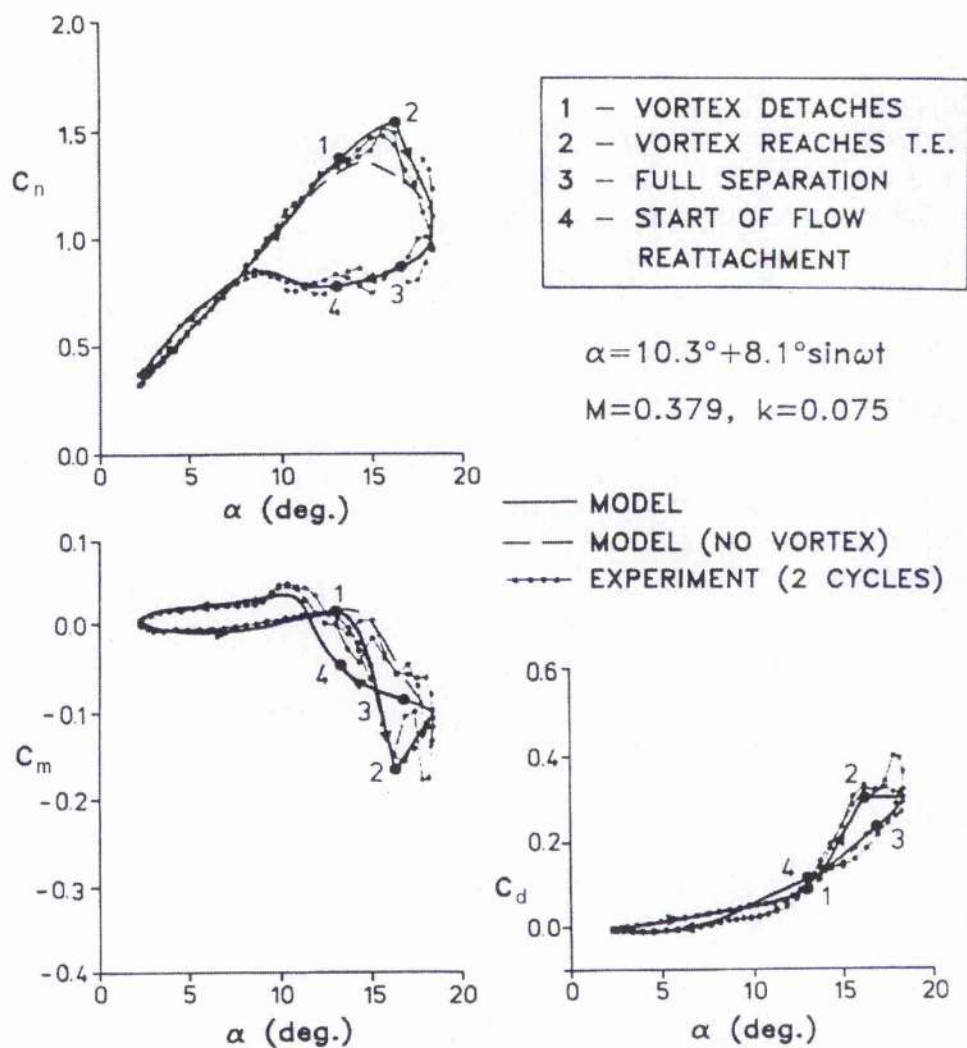 2.0
1.5
1.0
0.5
0.0
Cn
1
2
3
4
0
5
10
15
20
α (deg.)
1 – VORTEX DETACHES
2 – VORTEX REACHES T.E.
3 – FULL SEPARATION
4 – START OF FLOW
REATTACHMENT
α=10.3°+8.1°sinωt
M=0.379, k=0.075
MODEL
MODEL (NO VORTEX)
EXPERIMENT (2 CYCLES)
0.1
0.0
-0.1
-0.2
-0.3
-0.4
Cm
1
4
3
2
0
5
10
15
20
α (deg.)
0.6
0.4
0.2
0.0
Cd
2
3
4
1
0
5
10
15
20
α (deg.)